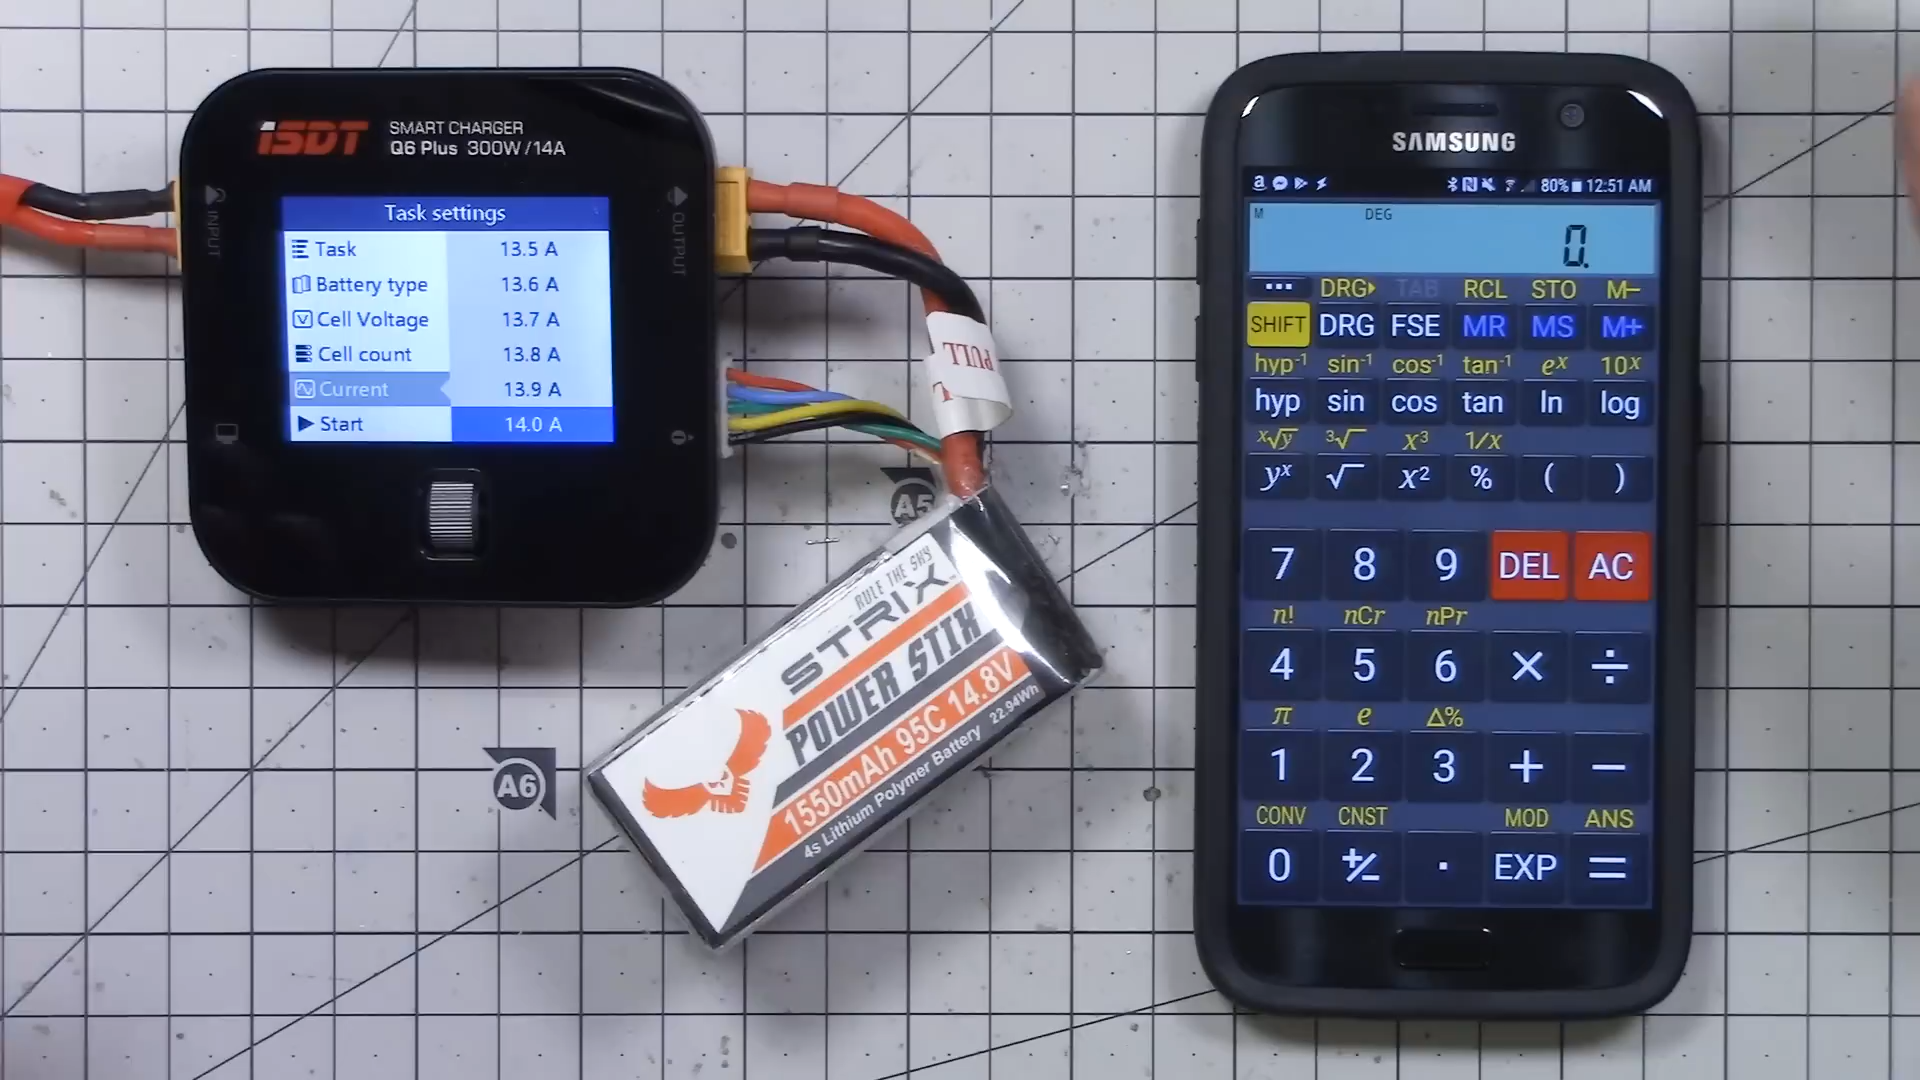 iSDT
SMART CHARGER
Q6 Plus 300W/14A
INPUT
OUTPUT
Task settings
Task 13.5 A
Battery type 13.6 A
Cell Voltage 13.7 A
Cell count 13.8 A
Current 13.9 A
Start 14.0 A
PULL
A5
A6
RULE THE SKY
STRIX
POWER STIX
1550mAh 95C 14.8V
4s Lithium Polymer Battery 22.94Wh
SAMSUNG
80% 12:51 AM
M DEG
0.
... DRG▸ TAB RCL STO M−
SHIFT DRG FSE MR MS M+
hyp⁻¹ sin⁻¹ cos⁻¹ tan⁻¹ eˣ 10ˣ
hyp sin cos tan ln log
ˣ√y ³√ x³ 1/x
yˣ √ x² % ( )
7 8 9 DEL AC
n! nCr nPr
4 5 6 × ÷
π e Δ%
1 2 3 + −
CONV CNST MOD ANS
0 +/− . EXP =